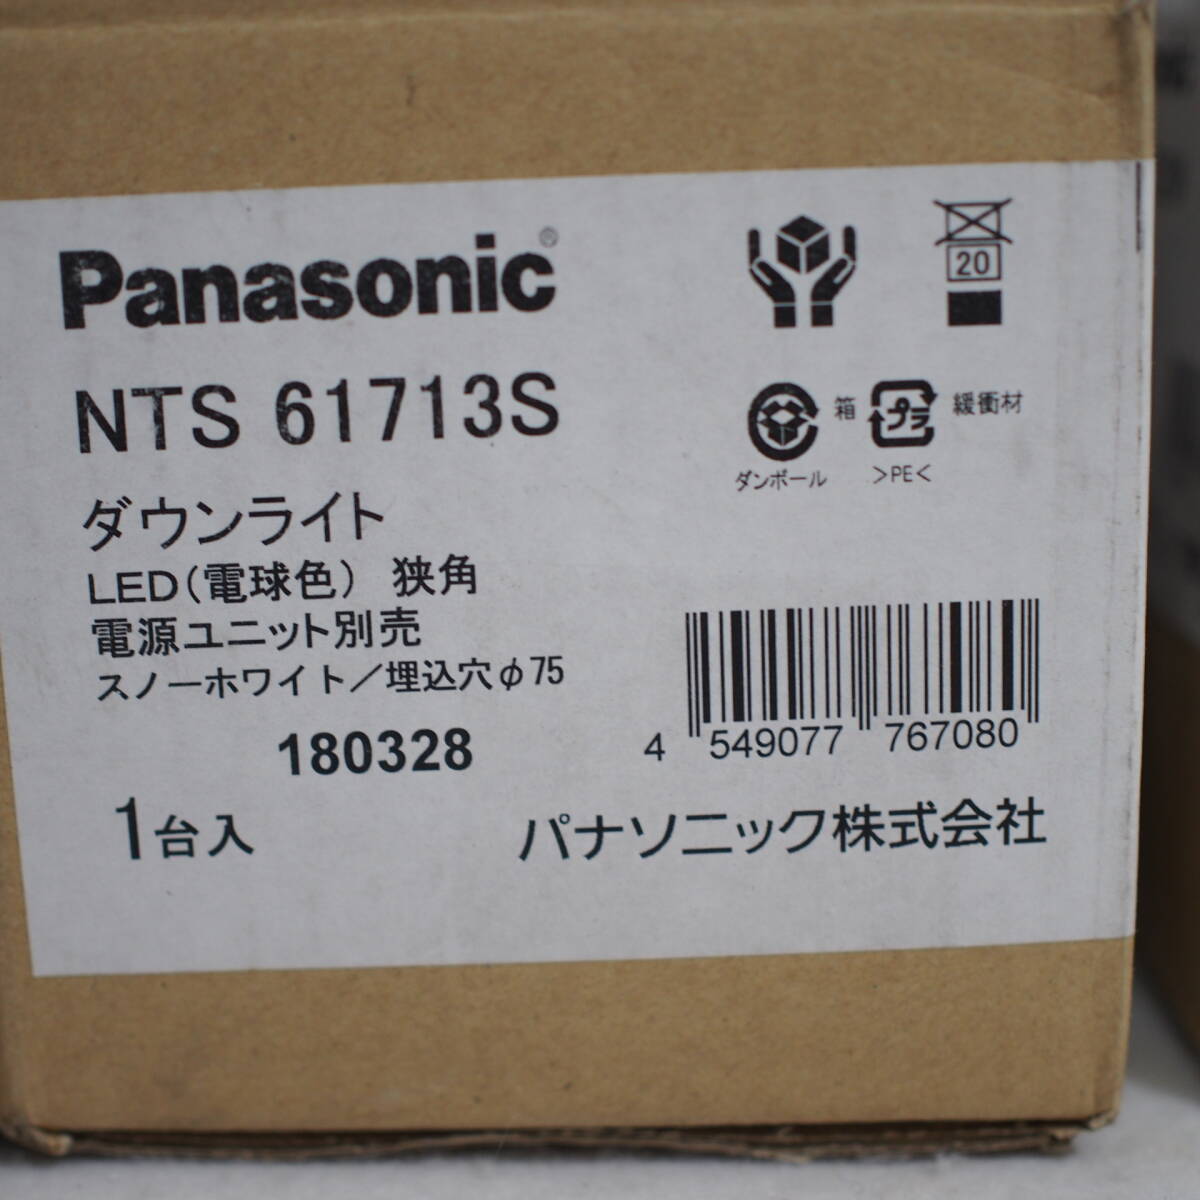 Panasonic®
NTS 61713S
ダウンライト
LED(電球色) 狭角
電源ユニット別売
スノーホワイト/埋込穴φ75
180328
1台入
20
箱
ダンボール
プラ
緩衝材
>PE<
4 549077 767080
パナソニック株式会社